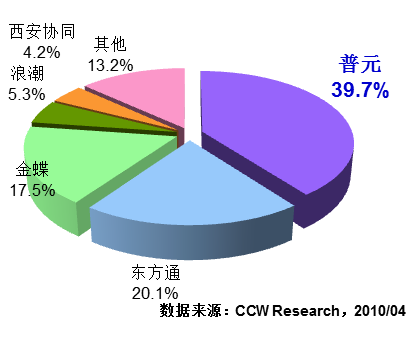 西安协同
4.2%
其他
13.2%
普元
39.7%
浪潮
5.3%
金蝶
17.5%
东方通
20.1%
数据来源：CCW Research，2010/04